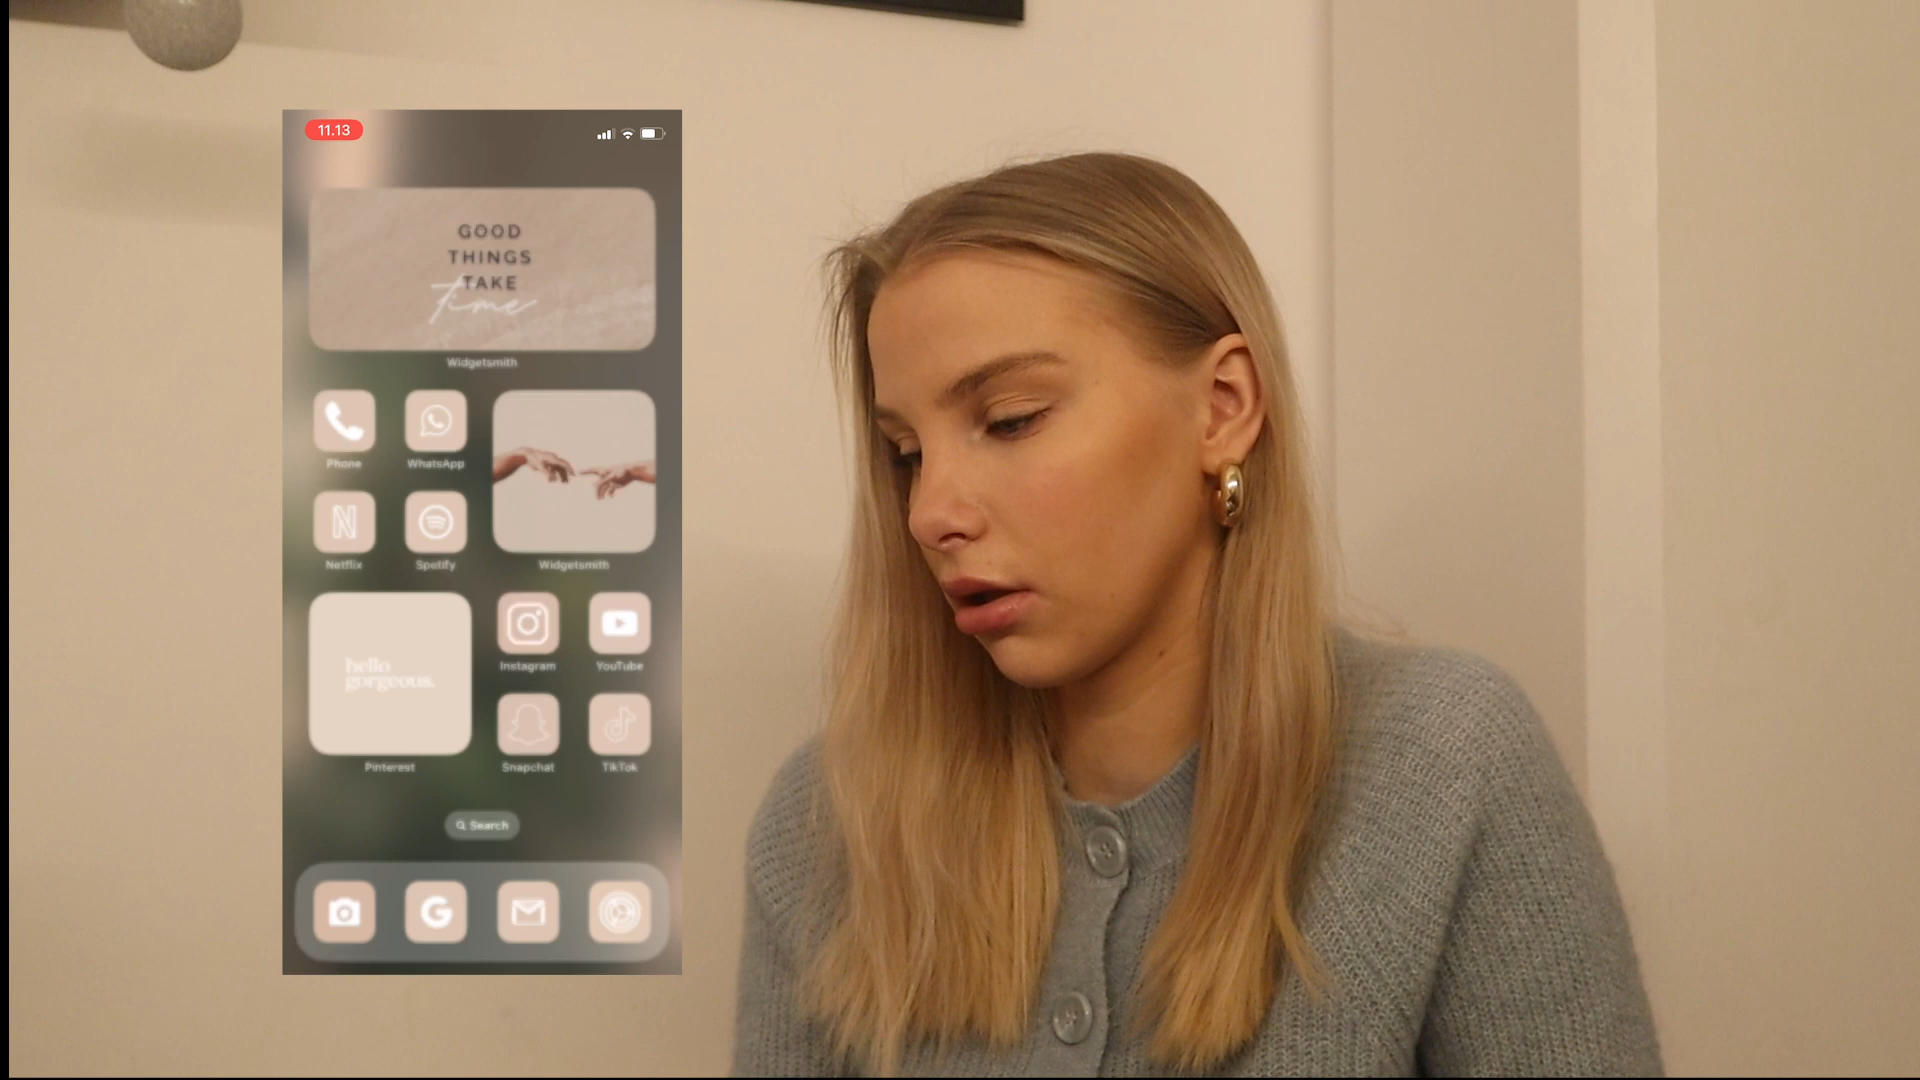 11.13
GOOD
THINGS
TAKE
time
Widgetsmith
Phone
WhatsApp
Netflix
Spotify
Widgetsmith
hello
gorgeous.
Pinterest
Instagram
YouTube
Snapchat
TikTok
Search